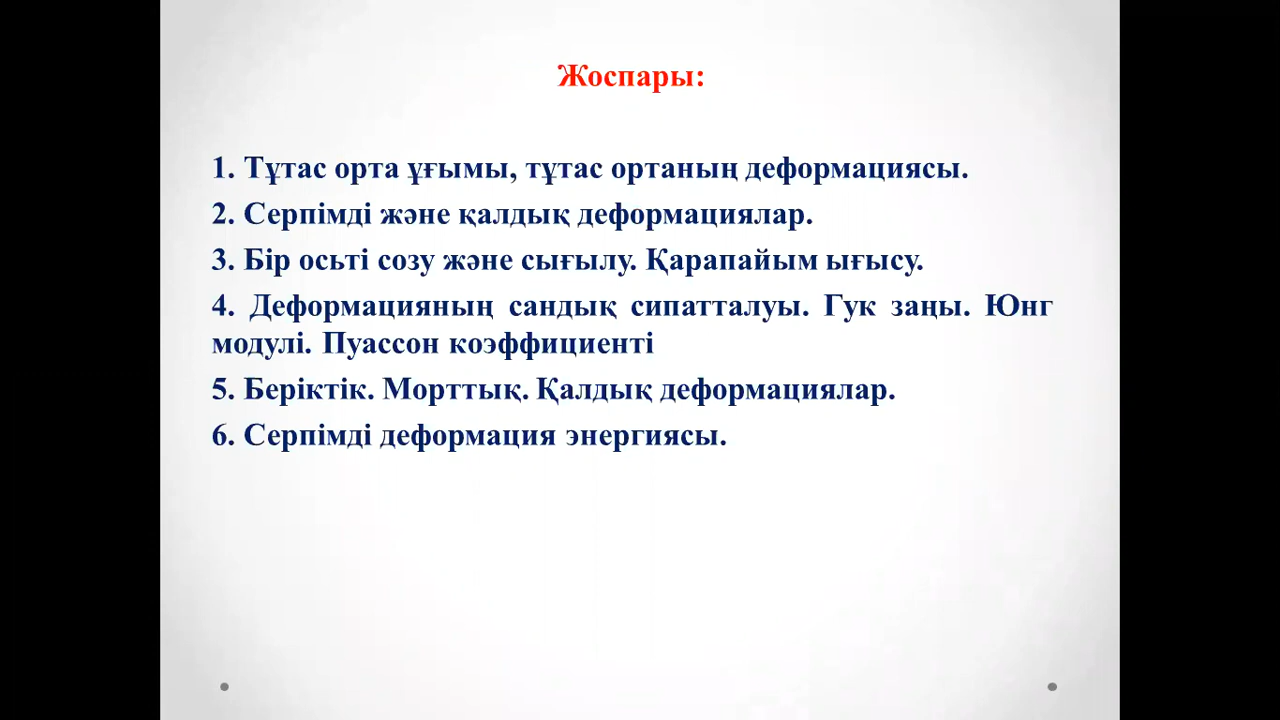 Жоспары:
1. Тұтас орта ұғымы, тұтас ортаның деформациясы.
2. Серпімді және қалдық деформациялар.
3. Бір осьті созу және сығылу. Қарапайым ығысу.
4. Деформацияның сандық сипатталуы. Гук заңы. Юнг
модулі. Пуассон коэффициенті
5. Беріктік. Морттық. Қалдық деформациялар.
6. Серпімді деформация энергиясы.